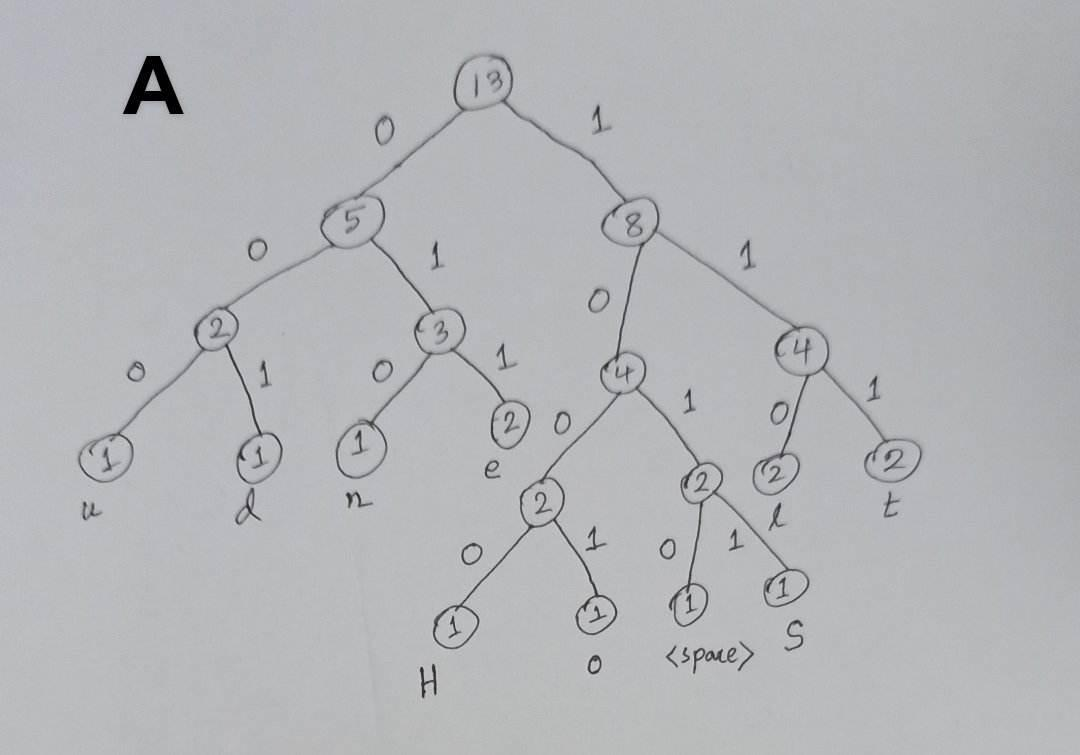 A
13
0 1
5 8
0 1 0 1
2 3 4 4
0 1 0 1 0 1 0 1
1 1 1 2 2 2 2 2
u d n e l t
0 1 0 1
1 1 1 1
H o <space> S